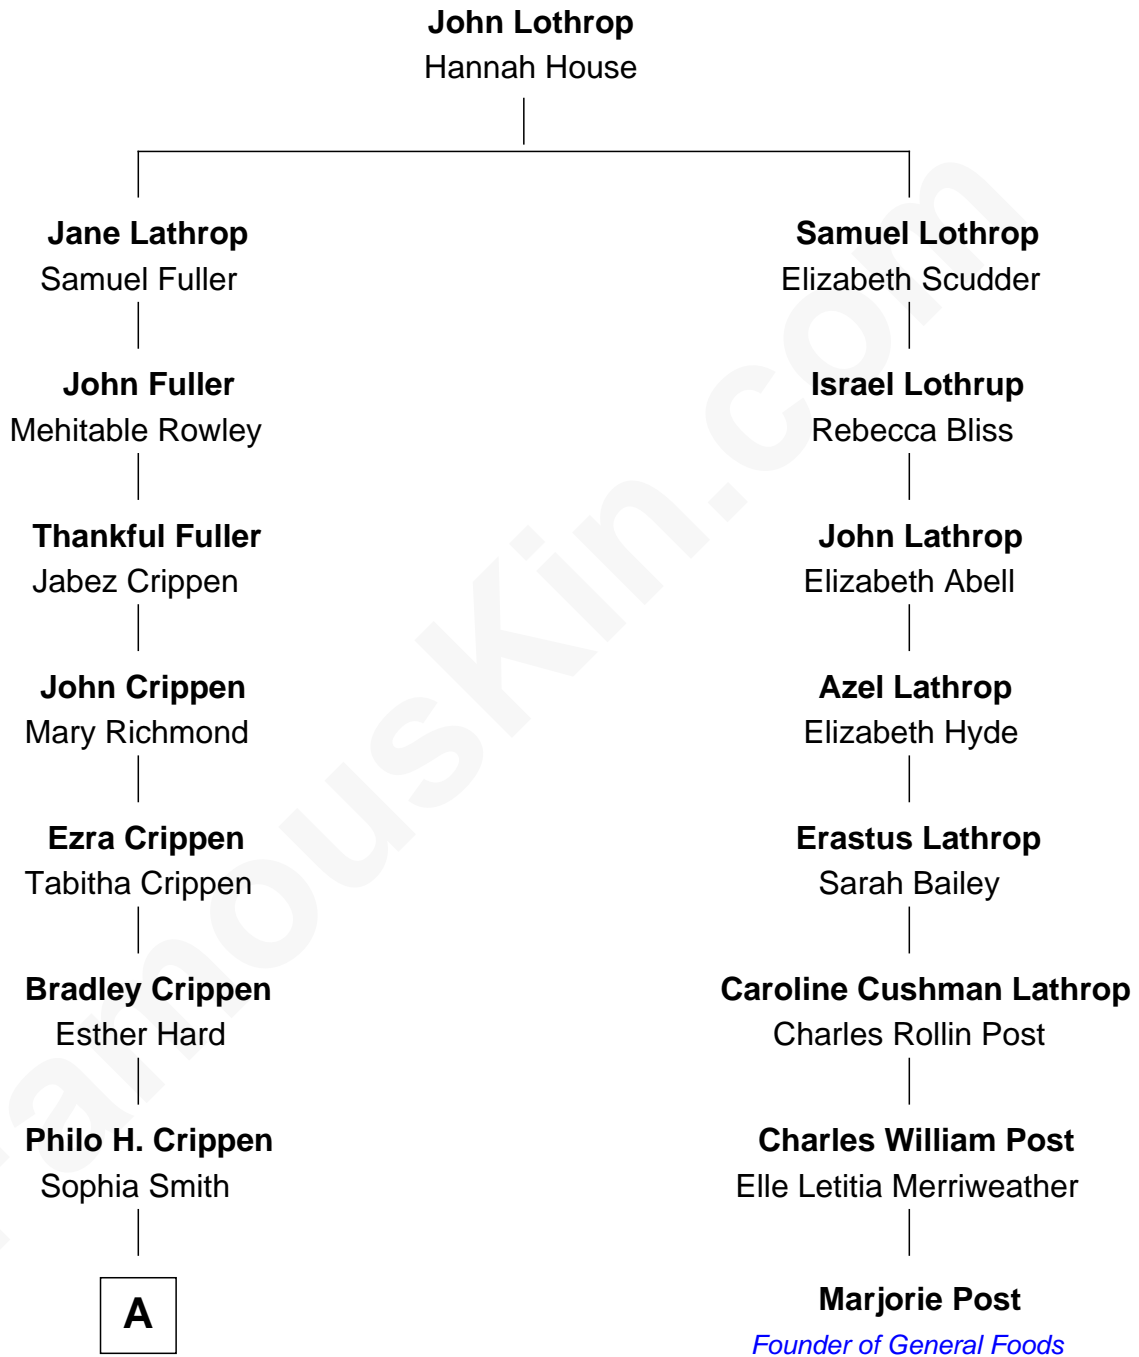 John Lothrop
Hannah House
Jane Lathrop
Samuel Fuller
John Fuller
Mehitable Rowley
Thankful Fuller
Jabez Crippen
John Crippen
Mary Richmond
Ezra Crippen
Tabitha Crippen
Bradley Crippen
Esther Hard
Philo H. Crippen
Sophia Smith
A
Samuel Lothrop
Elizabeth Scudder
Israel Lothrup
Rebecca Bliss
John Lathrop
Elizabeth Abell
Azel Lathrop
Elizabeth Hyde
Erastus Lathrop
Sarah Bailey
Caroline Cushman Lathrop
Charles Rollin Post
Charles William Post
Elle Letitia Merriweather
Marjorie Post
Founder of General Foods
FamousKin.com